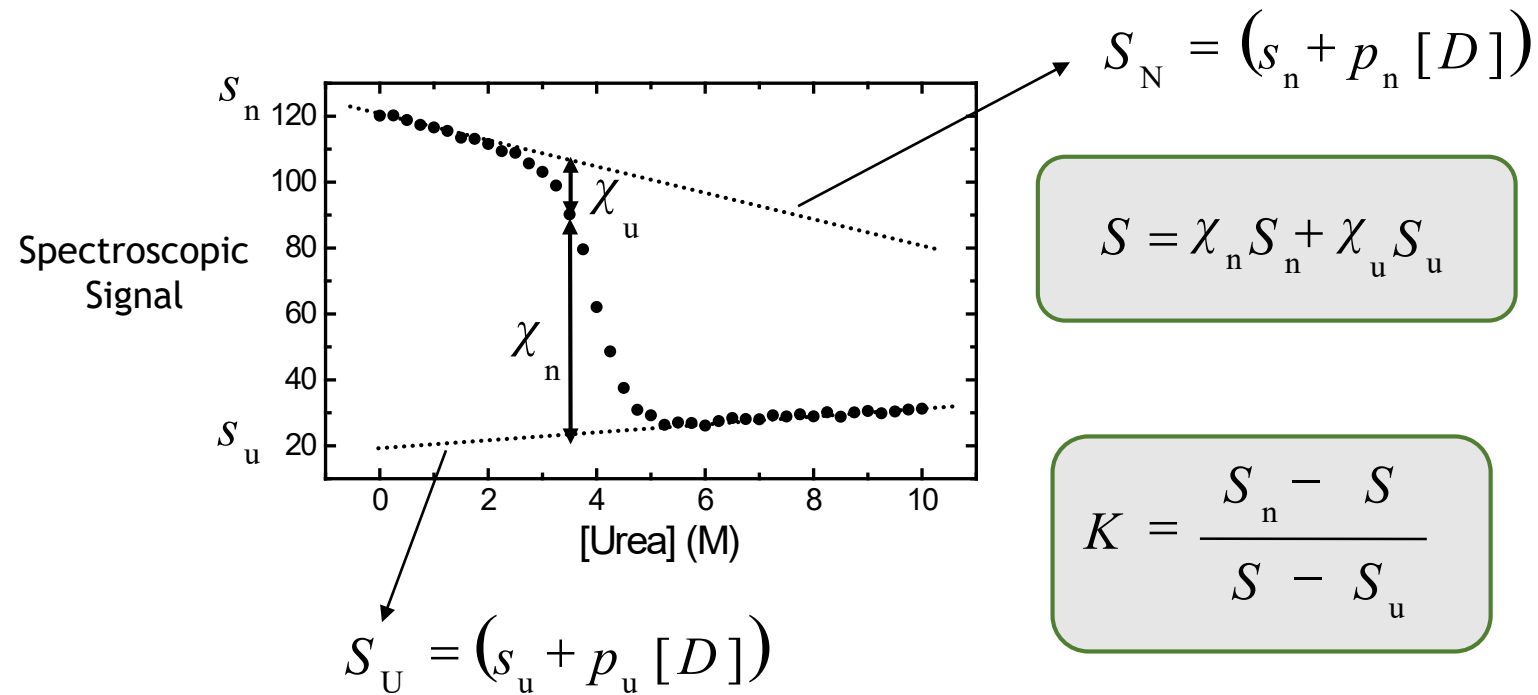 S_N = (s_n + p_n [D])
s_n
120
100
80
60
40
20
s_u
Spectroscopic
Signal
χ_u
χ_n
0 2 4 6 8 10
[Urea] (M)
S = χ_n S_n + χ_u S_u
K = (S_n − S) / (S − S_u)
S_U = (s_u + p_u [D])